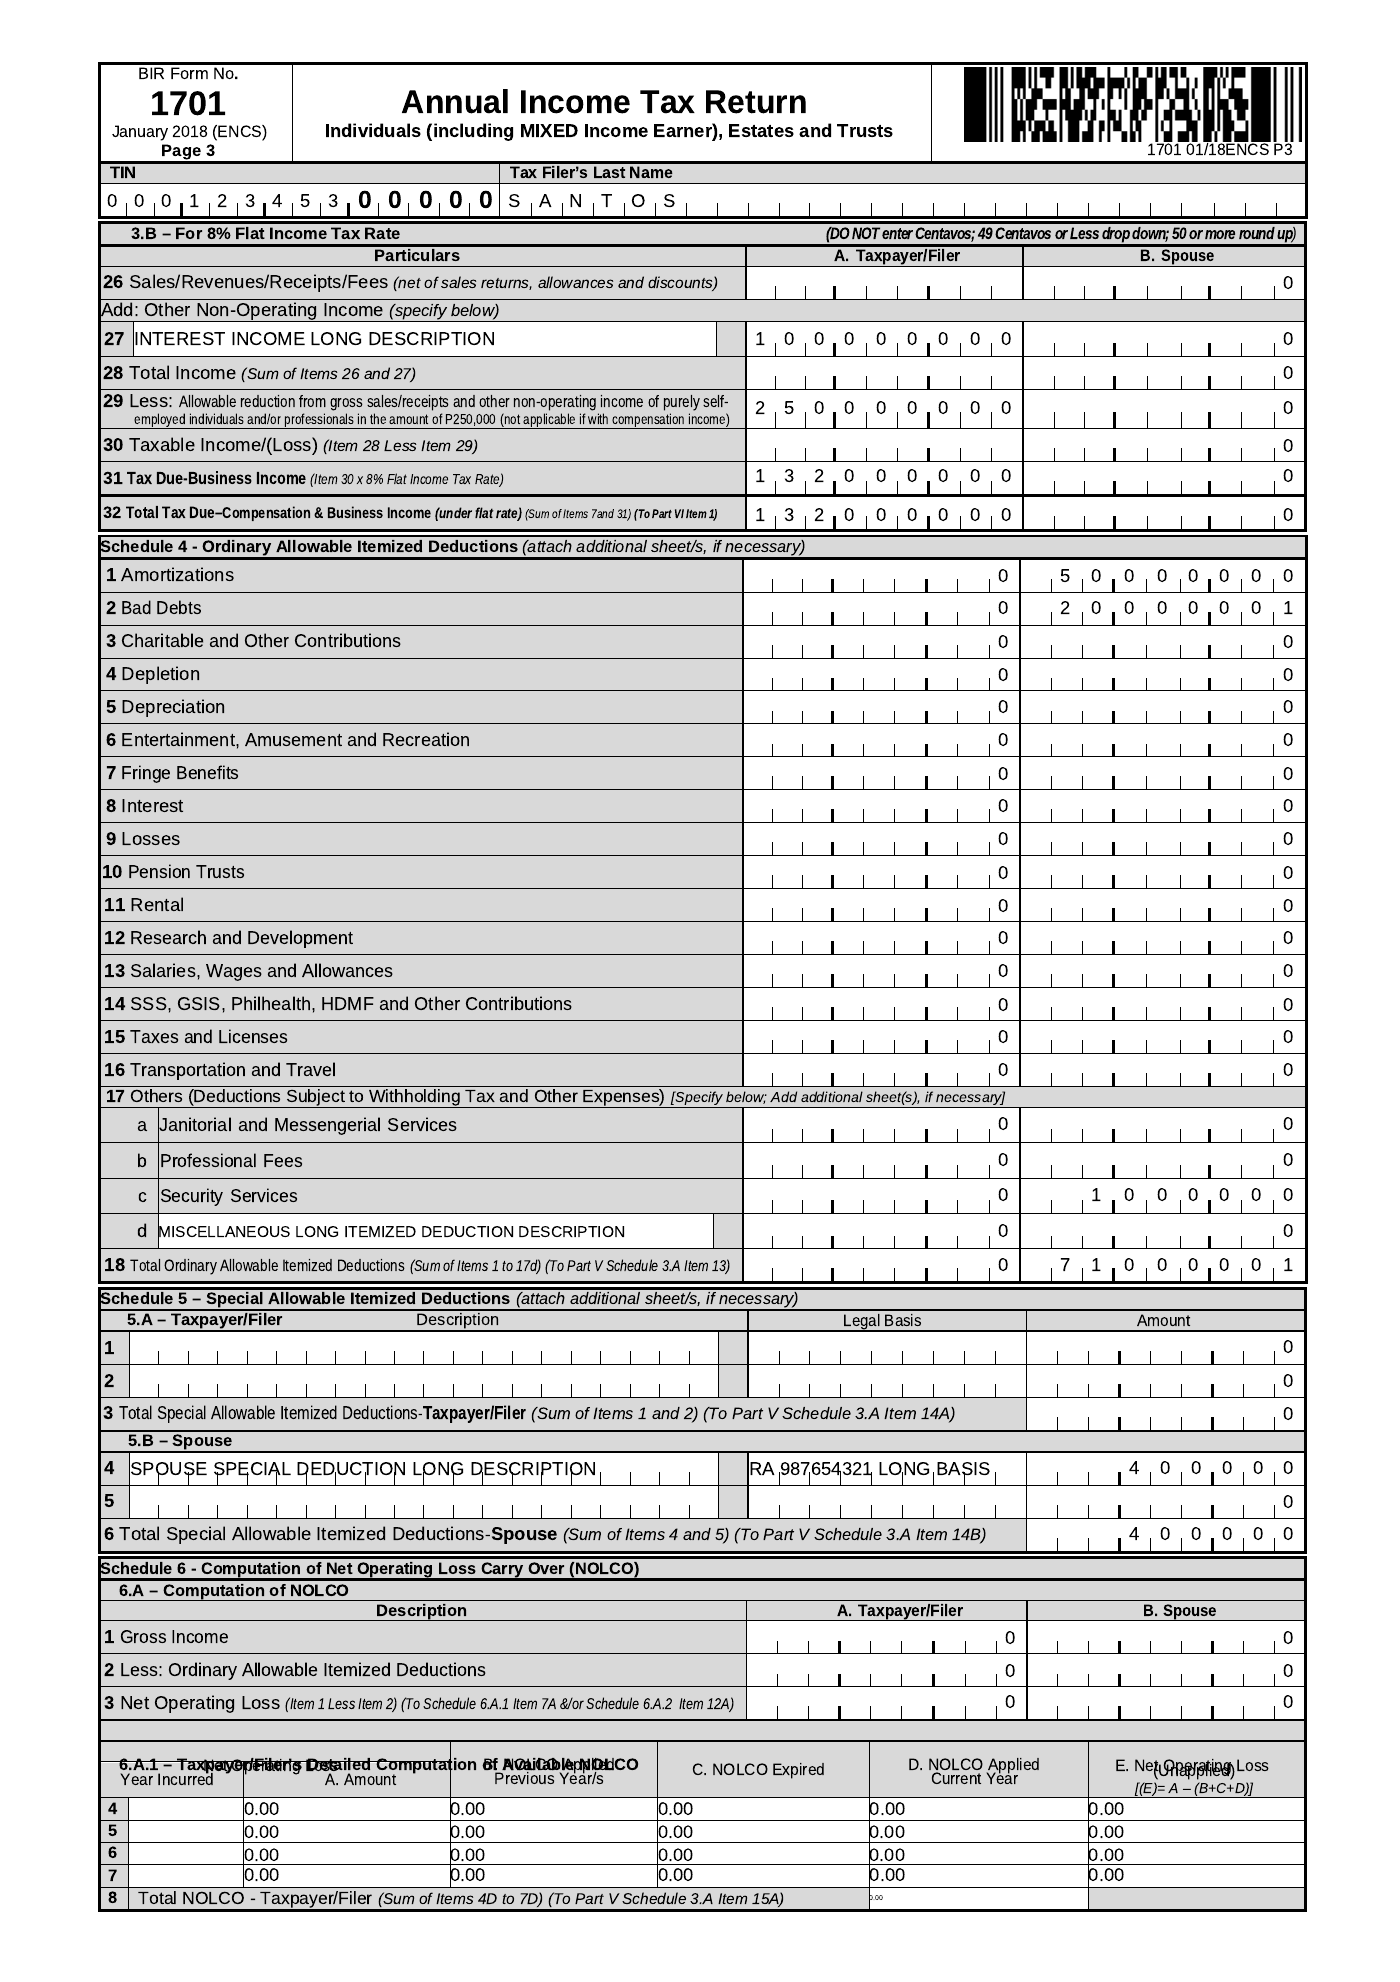 BIR Form No.
1701
January 2018 (ENCS)
Page 3
Annual Income Tax Return
Individuals (including MIXED Income Earner), Estates and Trusts
1701 01/18ENCS P3
TIN Tax Filer's Last Name
0 0 0 1 2 3 4 5 3 0 0 0 0 0 S A N T O S
3.B – For 8% Flat Income Tax Rate (DO NOT enter Centavos; 49 Centavos or Less drop down; 50 or more round up)
Particulars A. Taxpayer/Filer B. Spouse
26 Sales/Revenues/Receipts/Fees (net of sales returns, allowances and discounts) 0
Add: Other Non-Operating Income (specify below)
27 INTEREST INCOME LONG DESCRIPTION 1 0 0 0 0 0 0 0 0 0
28 Total Income (Sum of Items 26 and 27) 0
29 Less: Allowable reduction from gross sales/receipts and other non-operating income of purely self-
employed individuals and/or professionals in the amount of P250,000 (not applicable if with compensation income) 2 5 0 0 0 0 0 0 0 0
30 Taxable Income/(Loss) (Item 28 Less Item 29) 0
31 Tax Due-Business Income (Item 30 x 8% Flat Income Tax Rate) 1 3 2 0 0 0 0 0 0 0
32 Total Tax Due–Compensation & Business Income (under flat rate) (Sum of Items 7and 31) (To Part VI Item 1) 1 3 2 0 0 0 0 0 0 0
Schedule 4 - Ordinary Allowable Itemized Deductions (attach additional sheet/s, if necessary)
1 Amortizations 0 5 0 0 0 0 0 0 0
2 Bad Debts 0 2 0 0 0 0 0 0 1
3 Charitable and Other Contributions 0 0
4 Depletion 0 0
5 Depreciation 0 0
6 Entertainment, Amusement and Recreation 0 0
7 Fringe Benefits 0 0
8 Interest 0 0
9 Losses 0 0
10 Pension Trusts 0 0
11 Rental 0 0
12 Research and Development 0 0
13 Salaries, Wages and Allowances 0 0
14 SSS, GSIS, Philhealth, HDMF and Other Contributions 0 0
15 Taxes and Licenses 0 0
16 Transportation and Travel 0 0
17 Others (Deductions Subject to Withholding Tax and Other Expenses) [Specify below; Add additional sheet(s), if necessary]
a Janitorial and Messengerial Services 0 0
b Professional Fees 0 0
c Security Services 0 1 0 0 0 0 0 0
d MISCELLANEOUS LONG ITEMIZED DEDUCTION DESCRIPTION 0 0
18 Total Ordinary Allowable Itemized Deductions (Sum of Items 1 to 17d) (To Part V Schedule 3.A Item 13) 0 7 1 0 0 0 0 0 1
Schedule 5 – Special Allowable Itemized Deductions (attach additional sheet/s, if necessary)
5.A – Taxpayer/Filer Description Legal Basis Amount
1 0
2 0
3 Total Special Allowable Itemized Deductions-Taxpayer/Filer (Sum of Items 1 and 2) (To Part V Schedule 3.A Item 14A) 0
5.B – Spouse
4 SPOUSE SPECIAL DEDUCTION LONG DESCRIPTION RA 987654321 LONG BASIS 4 0 0 0 0 0
5 0
6 Total Special Allowable Itemized Deductions-Spouse (Sum of Items 4 and 5) (To Part V Schedule 3.A Item 14B) 4 0 0 0 0 0
Schedule 6 - Computation of Net Operating Loss Carry Over (NOLCO)
6.A – Computation of NOLCO
Description A. Taxpayer/Filer B. Spouse
1 Gross Income 0 0
2 Less: Ordinary Allowable Itemized Deductions 0 0
3 Net Operating Loss (Item 1 Less Item 2) (To Schedule 6.A.1 Item 7A &/or Schedule 6.A.2 Item 12A) 0 0
6.A.1 – Taxpayer/Filer's Detailed Computation of Available NOLCO
Net Operating Loss B. NOLCO Applied
Year Incurred A. Amount Previous Year/s C. NOLCO Expired D. NOLCO Applied
Current Year
E. Net Operating Loss
(Unapplied)
[(E)= A – (B+C+D)]
4 0.00 0.00 0.00 0.00 0.00
5 0.00 0.00 0.00 0.00 0.00
6 0.00 0.00 0.00 0.00 0.00
7 0.00 0.00 0.00 0.00 0.00
8 Total NOLCO - Taxpayer/Filer (Sum of Items 4D to 7D) (To Part V Schedule 3.A Item 15A) 0.00